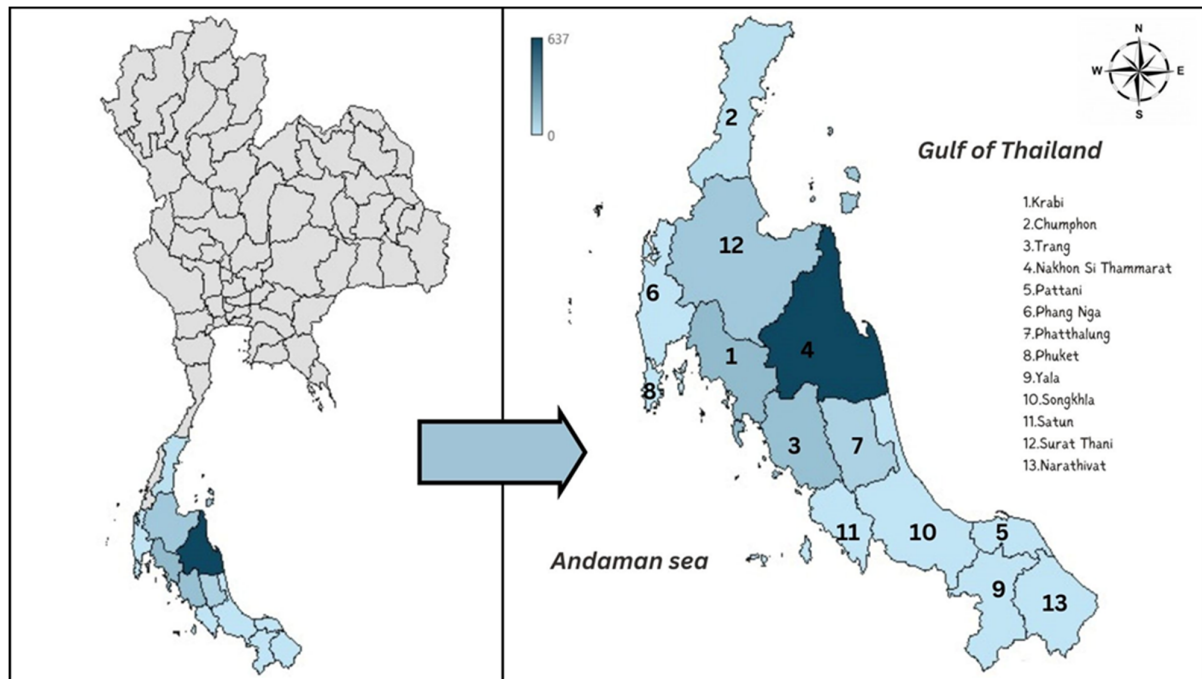 637
0
N
W
E
S
Gulf of Thailand
1.Krabi
2.Chumphon
3.Trang
4.Nakhon Si Thammarat
5.Pattani
6.Phang Nga
7.Phatthalung
8.Phuket
9.Yala
10.Songkhla
11.Satun
12.Surat Thani
13.Narathivat
2
12
6
4
1
8
3
7
11
10
5
9
13
Andaman sea